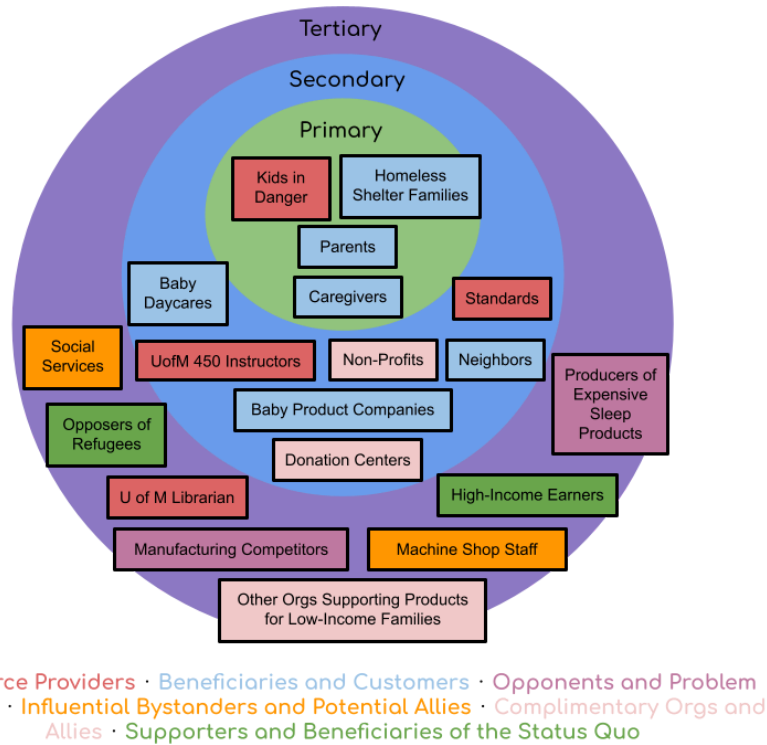 Tertiary
Secondary
Primary
Kids in
Danger
Homeless
Shelter Families
Parents
Caregivers
Baby
Daycares
Standards
Social
Services
UofM 450 Instructors
Non-Profits
Neighbors
Producers of
Expensive
Sleep
Products
Baby Product Companies
Opposers of
Refugees
Donation Centers
U of M Librarian
High-Income Earners
Manufacturing Competitors
Machine Shop Staff
Other Orgs Supporting Products
for Low-Income Families
rce Providers · Beneficiaries and Customers · Opponents and Problem
· Influential Bystanders and Potential Allies · Complimentary Orgs and
Allies · Supporters and Beneficiaries of the Status Quo